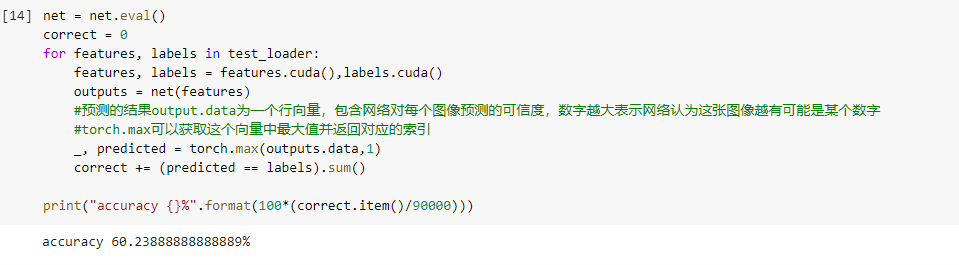 [14] net = net.eval()
correct = 0
for features, labels in test_loader:
    features, labels = features.cuda(),labels.cuda()
    outputs = net(features)
    #预测的结果output.data为一个行向量，包含网络对每个图像预测的可信度，数字越大表示网络认为这张图像越有可能是某个数字
    #torch.max可以获取这个向量中最大值并返回对应的索引
    _, predicted = torch.max(outputs.data,1)
    correct += (predicted == labels).sum()
print("accuracy {}%".format(100*(correct.item()/90000)))
accuracy 60.23888888888889%